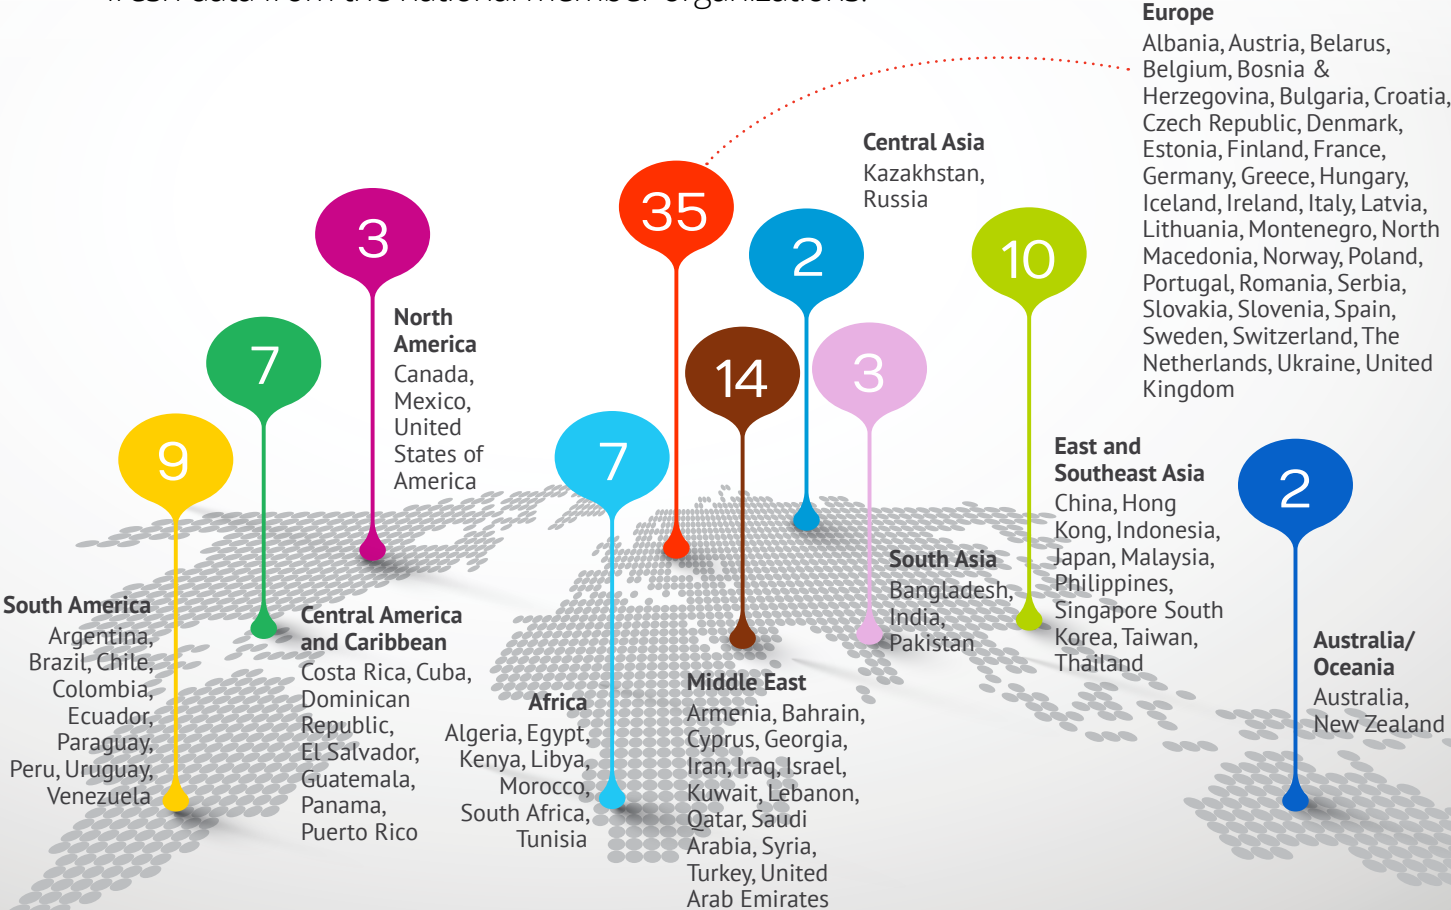 fresh data from the national member organizations.
Europe
Albania, Austria, Belarus,
Belgium, Bosnia &
Herzegovina, Bulgaria, Croatia,
Czech Republic, Denmark,
Estonia, Finland, France,
Germany, Greece, Hungary,
Iceland, Ireland, Italy, Latvia,
Lithuania, Montenegro, North
Macedonia, Norway, Poland,
Portugal, Romania, Serbia,
Slovakia, Slovenia, Spain,
Sweden, Switzerland, The
Netherlands, Ukraine, United
Kingdom
35
Central Asia
Kazakhstan,
Russia
2
3
North
America
Canada,
Mexico,
United
States of
America
10
East and
Southeast Asia
China, Hong
Kong, Indonesia,
Japan, Malaysia,
Philippines,
Singapore South
Korea, Taiwan,
Thailand
7
Central America
and Caribbean
Costa Rica, Cuba,
Dominican
Republic,
El Salvador,
Guatemala,
Panama,
Puerto Rico
14
Middle East
Armenia, Bahrain,
Cyprus, Georgia,
Iran, Iraq, Israel,
Kuwait, Lebanon,
Qatar, Saudi
Arabia, Syria,
Turkey, United
Arab Emirates
3
South Asia
Bangladesh,
India,
Pakistan
9
South America
Argentina,
Brazil, Chile,
Colombia,
Ecuador,
Paraguay,
Peru, Uruguay,
Venezuela
7
Africa
Algeria, Egypt,
Kenya, Libya,
Morocco,
South Africa,
Tunisia
2
Australia/
Oceania
Australia,
New Zealand